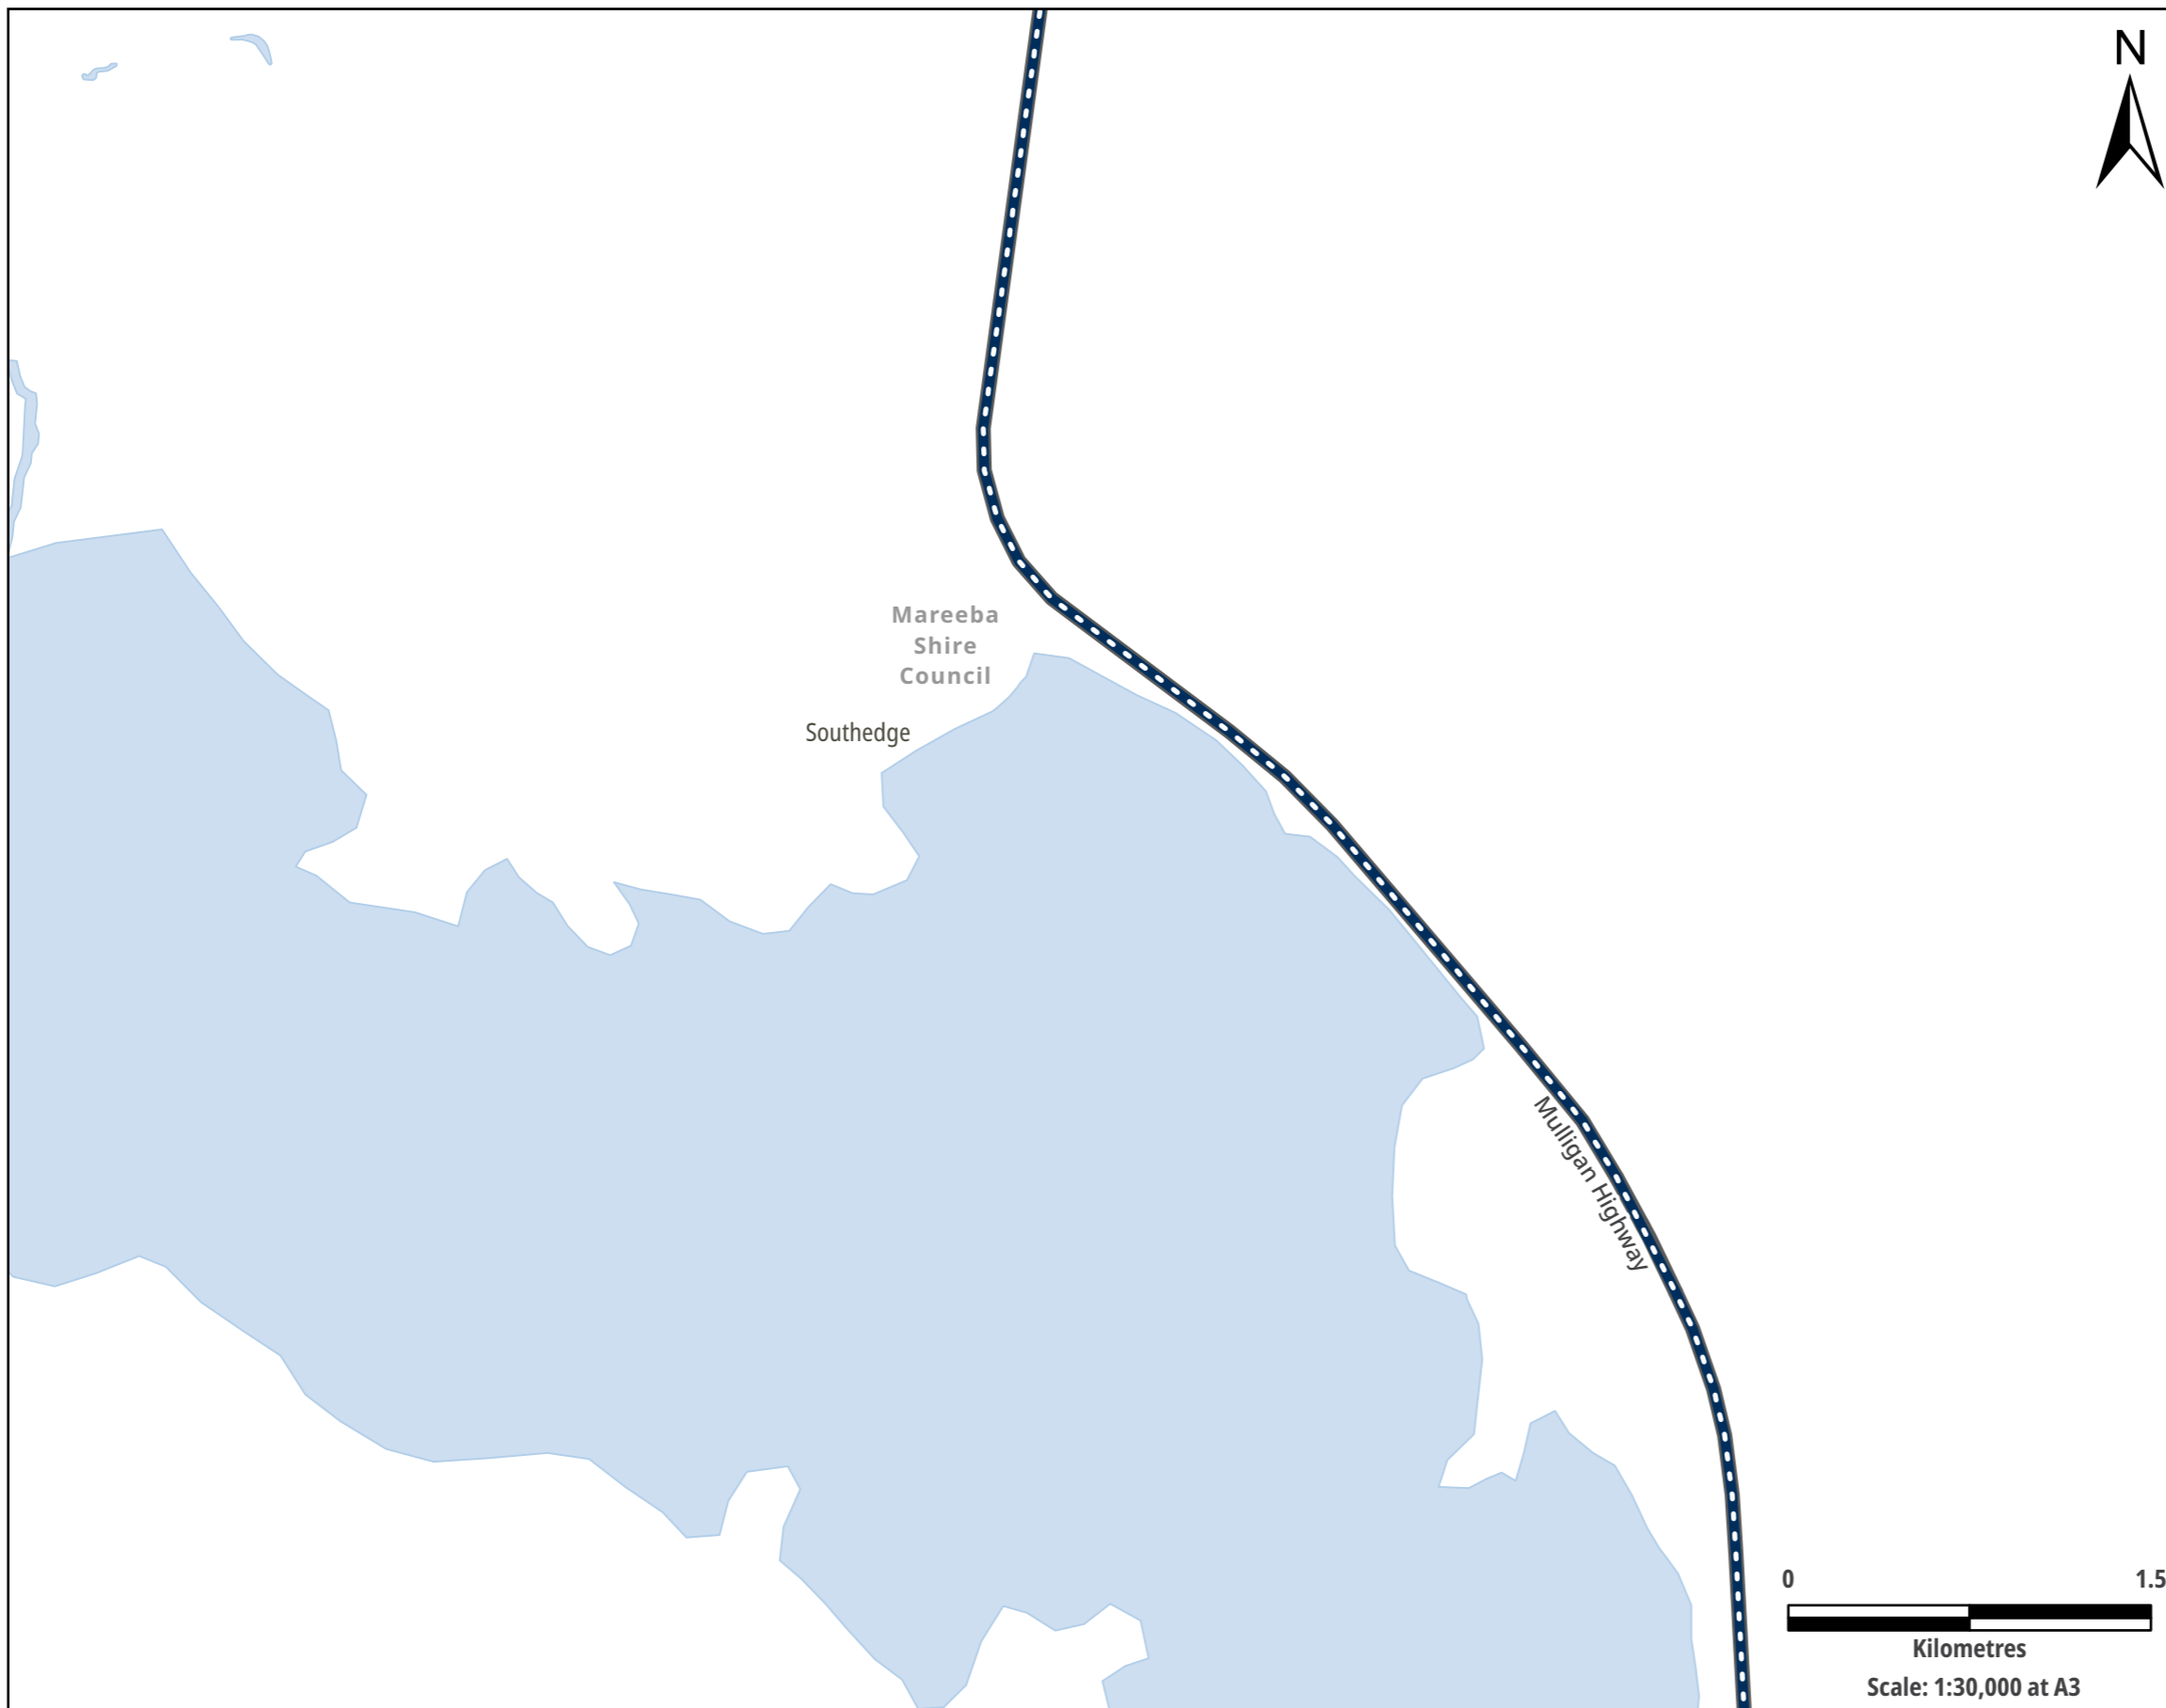 N
Mareeba
Shire
Council
Southedge
Mulligan Highway
0 1.5
Kilometres
Scale: 1:30,000 at A3